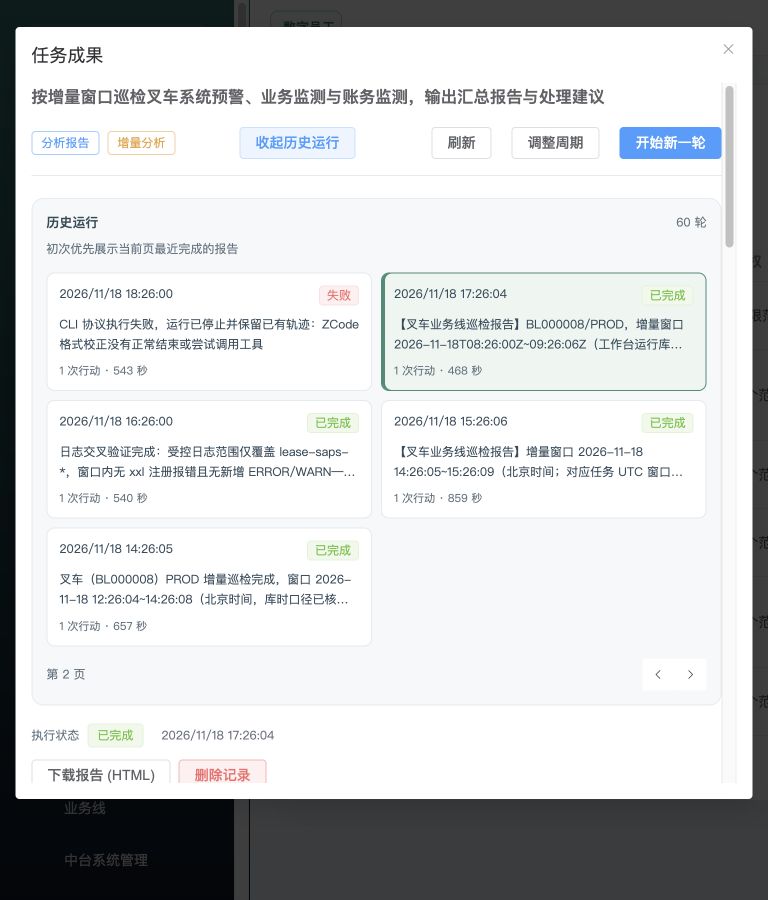 数字员工
任务成果
按增量窗口巡检叉车系统预警、业务监测与账务监测，输出汇总报告与处理建议
分析报告 增量分析 收起历史运行 刷新 调整周期 开始新一轮
历史运行 60 轮
初次优先展示当前页最近完成的报告
2026/11/18 18:26:00 失败
CLI 协议执行失败，运行已停止并保留已有轨迹：ZCode
格式校正没有正常结束或尝试调用工具
1 次行动 · 543 秒
2026/11/18 17:26:04 已完成
【叉车业务线巡检报告】BL000008/PROD，增量窗口
2026-11-18T08:26:00Z~09:26:06Z（工作台运行库…
1 次行动 · 468 秒
2026/11/18 16:26:00 已完成
日志交叉验证完成：受控日志范围仅覆盖 lease-saps-
*，窗口内无 xxl 注册报错且无新增 ERROR/WARN—…
1 次行动 · 540 秒
2026/11/18 15:26:06 已完成
【叉车业务线巡检报告】增量窗口 2026-11-18
14:26:05~15:26:09（北京时间；对应任务 UTC 窗口…
1 次行动 · 859 秒
2026/11/18 14:26:05 已完成
叉车（BL000008）PROD 增量巡检完成，窗口 2026-
11-18 12:26:04~14:26:08（北京时间，库时口径已核…
1 次行动 · 657 秒
第 2 页
执行状态 已完成 2026/11/18 17:26:04
下载报告 (HTML) 删除记录
业务线
中台系统管理